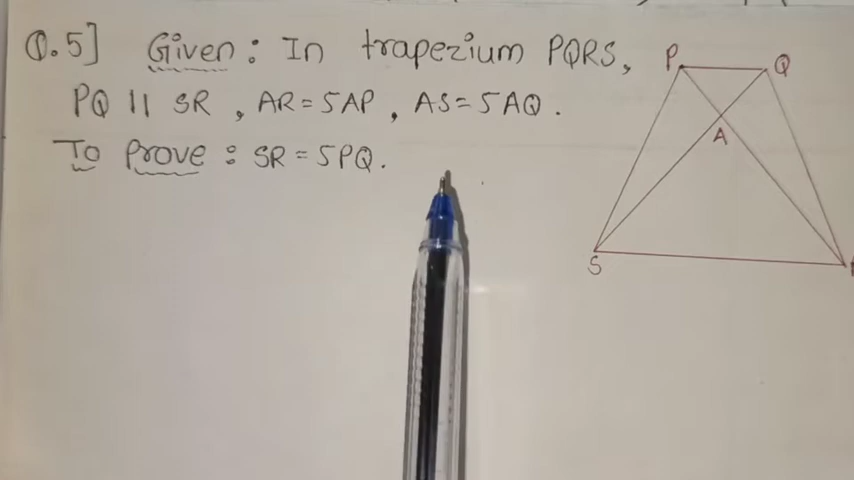 Q.5] Given: In trapezium PQRS,
PQ || SR, AR=5AP, AS=5AQ.
To Prove: SR=5PQ.
P
Q
A
S